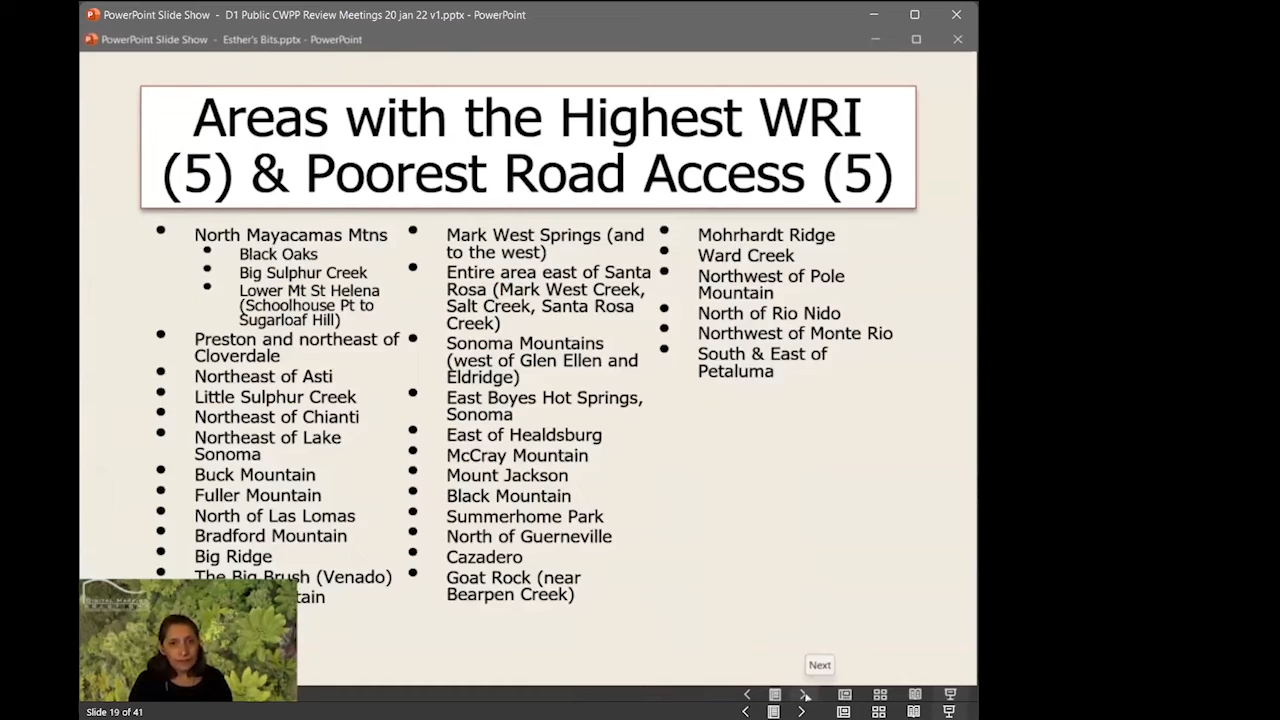 PowerPoint Slide Show - D1 Public CWPP Review Meetings 20 jan 22 v1.pptx - PowerPoint
PowerPoint Slide Show - Esther's Bits.pptx - PowerPoint
Areas with the Highest WRI
(5) & Poorest Road Access (5)
North Mayacamas Mtns
Black Oaks
Big Sulphur Creek
Lower Mt St Helena
(Schoolhouse Pt to
Sugarloaf Hill)
Preston and northeast of
Cloverdale
Northeast of Asti
Little Sulphur Creek
Northeast of Chianti
Northeast of Lake
Sonoma
Buck Mountain
Fuller Mountain
North of Las Lomas
Bradford Mountain
Big Ridge
The Big Brush (Venado)
Mark West Springs (and
to the west)
Entire area east of Santa
Rosa (Mark West Creek,
Salt Creek, Santa Rosa
Creek)
Sonoma Mountains
(west of Glen Ellen and
Eldridge)
East Boyes Hot Springs,
Sonoma
East of Healdsburg
McCray Mountain
Mount Jackson
Black Mountain
Summerhome Park
North of Guerneville
Cazadero
Goat Rock (near
Bearpen Creek)
Mohrhardt Ridge
Ward Creek
Northwest of Pole
Mountain
North of Rio Nido
Northwest of Monte Rio
South & East of
Petaluma
Next
Slide 19 of 41